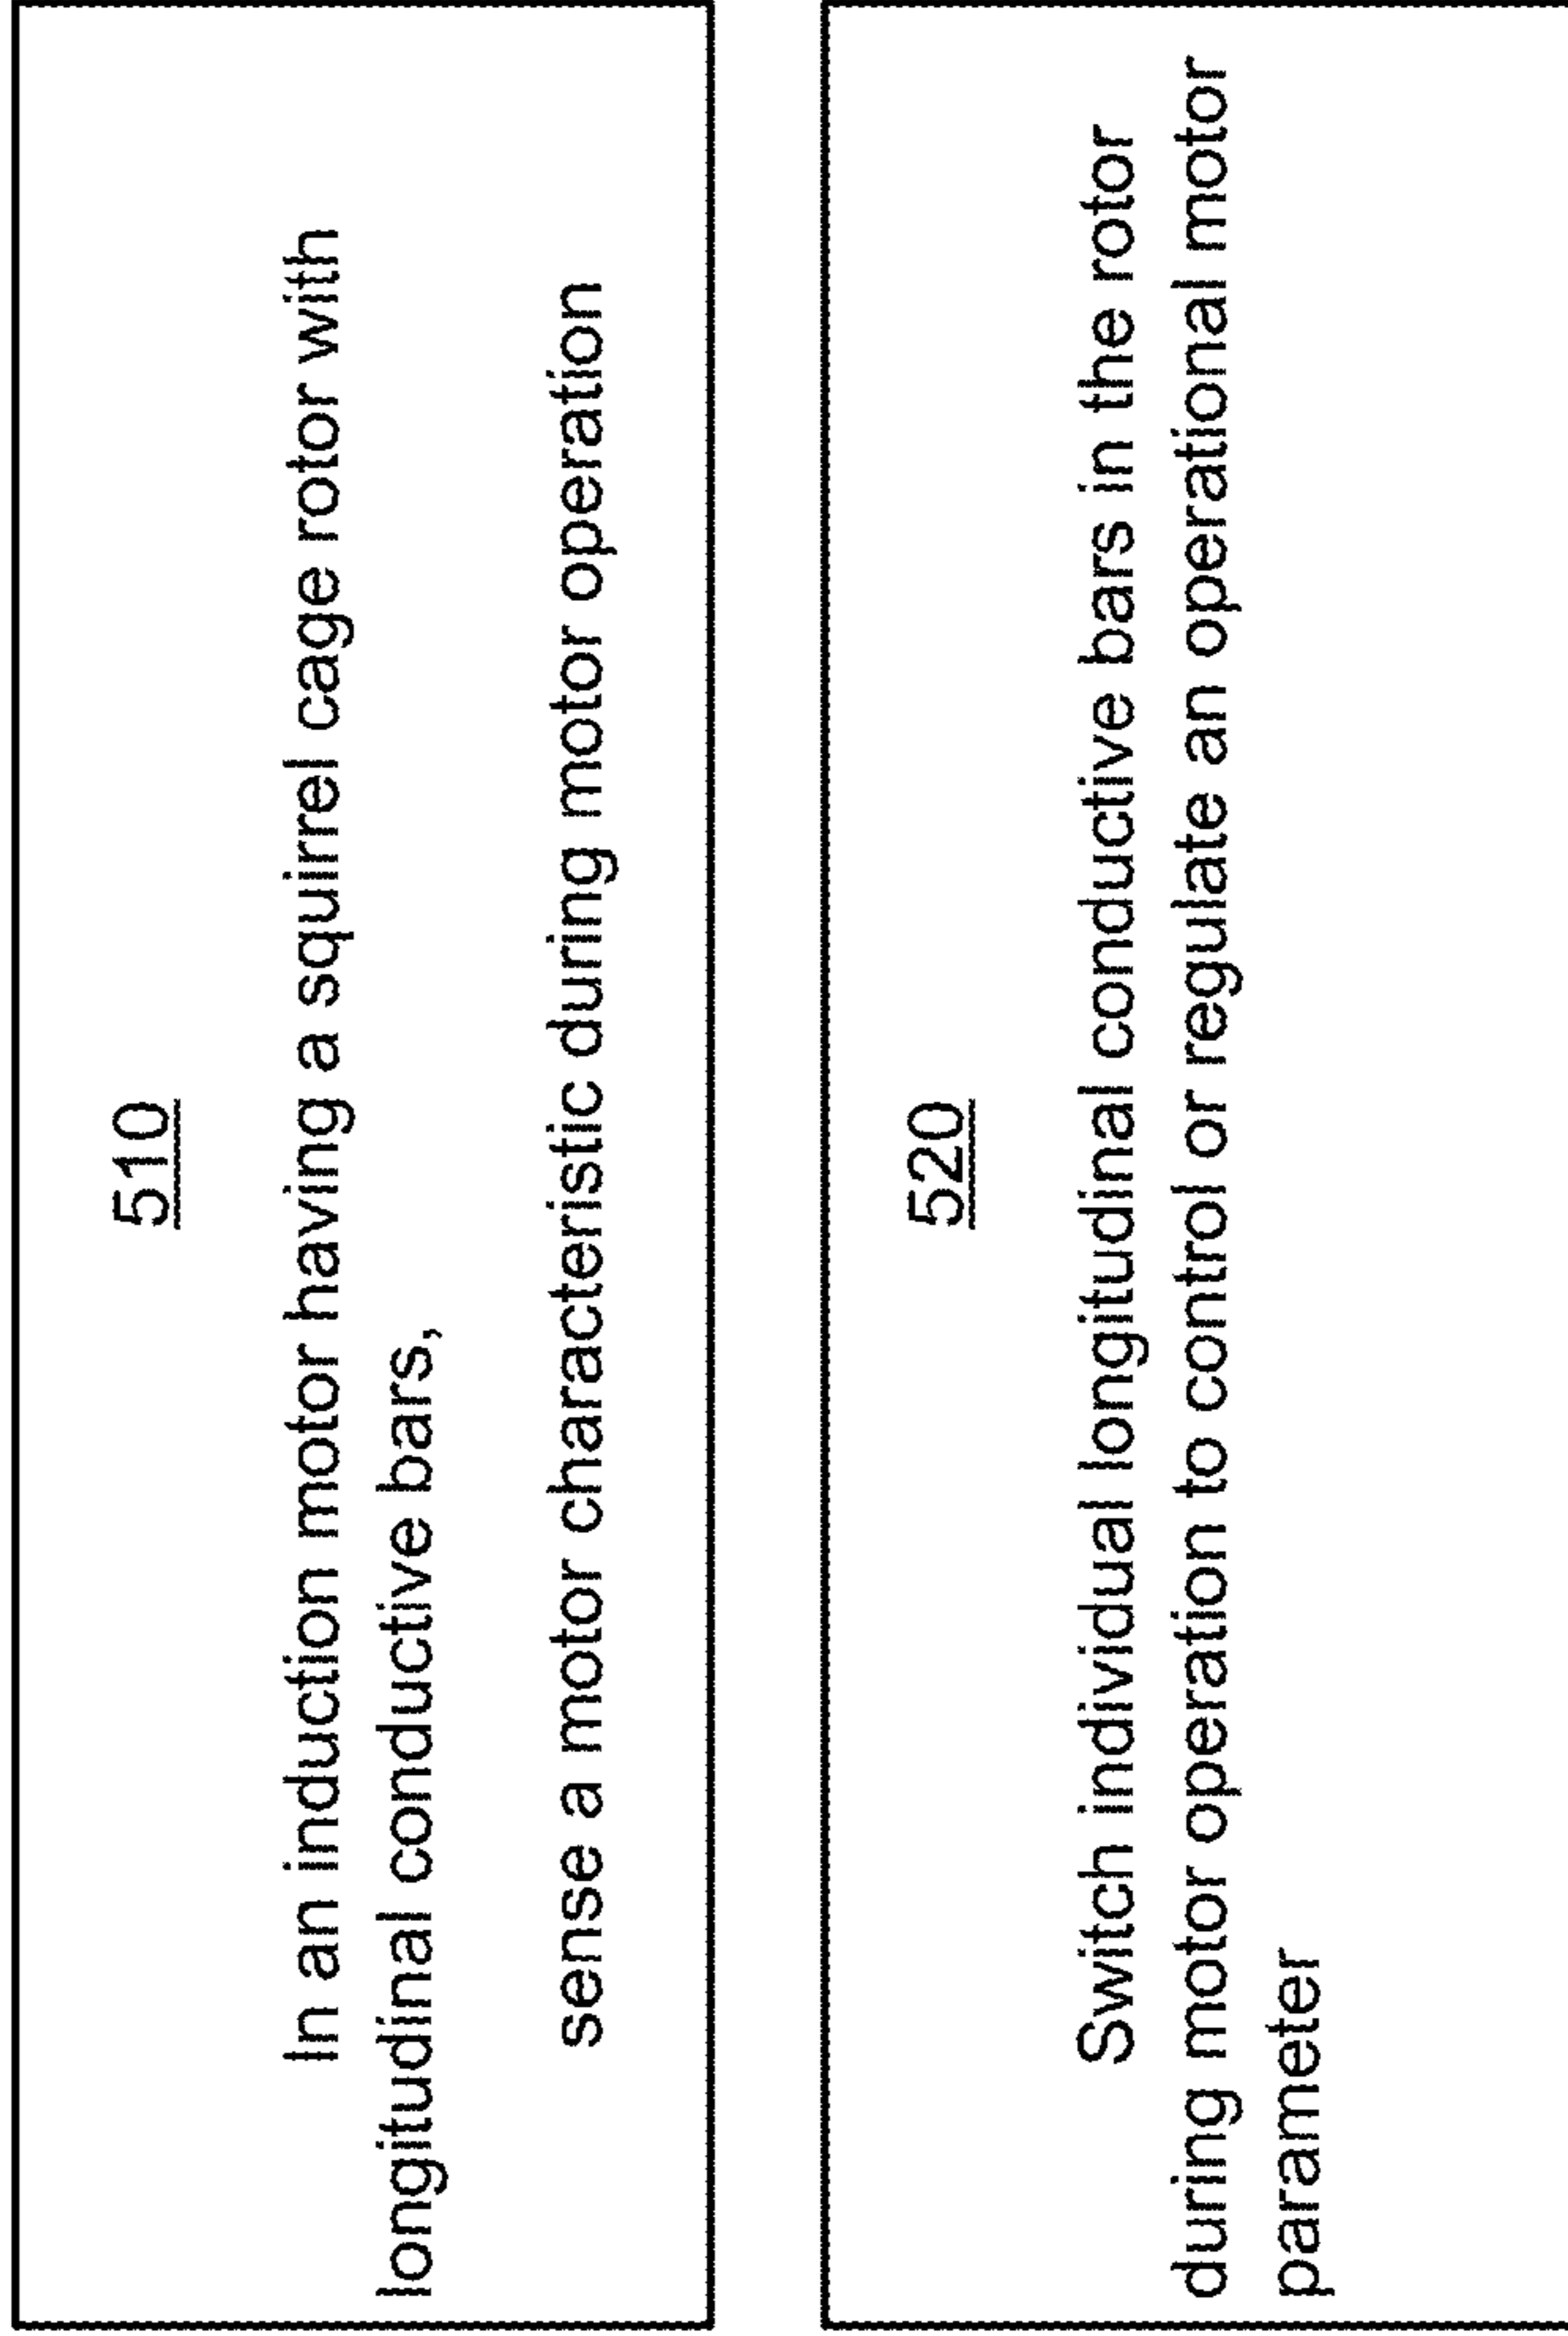 510
In an induction motor having a squirrel cage rotor with
longitudinal conductive bars,
sense a motor characteristic during motor operation
520
Switch individual longitudinal conductive bars in the rotor
during motor operation to control or regulate an operational motor
parameter